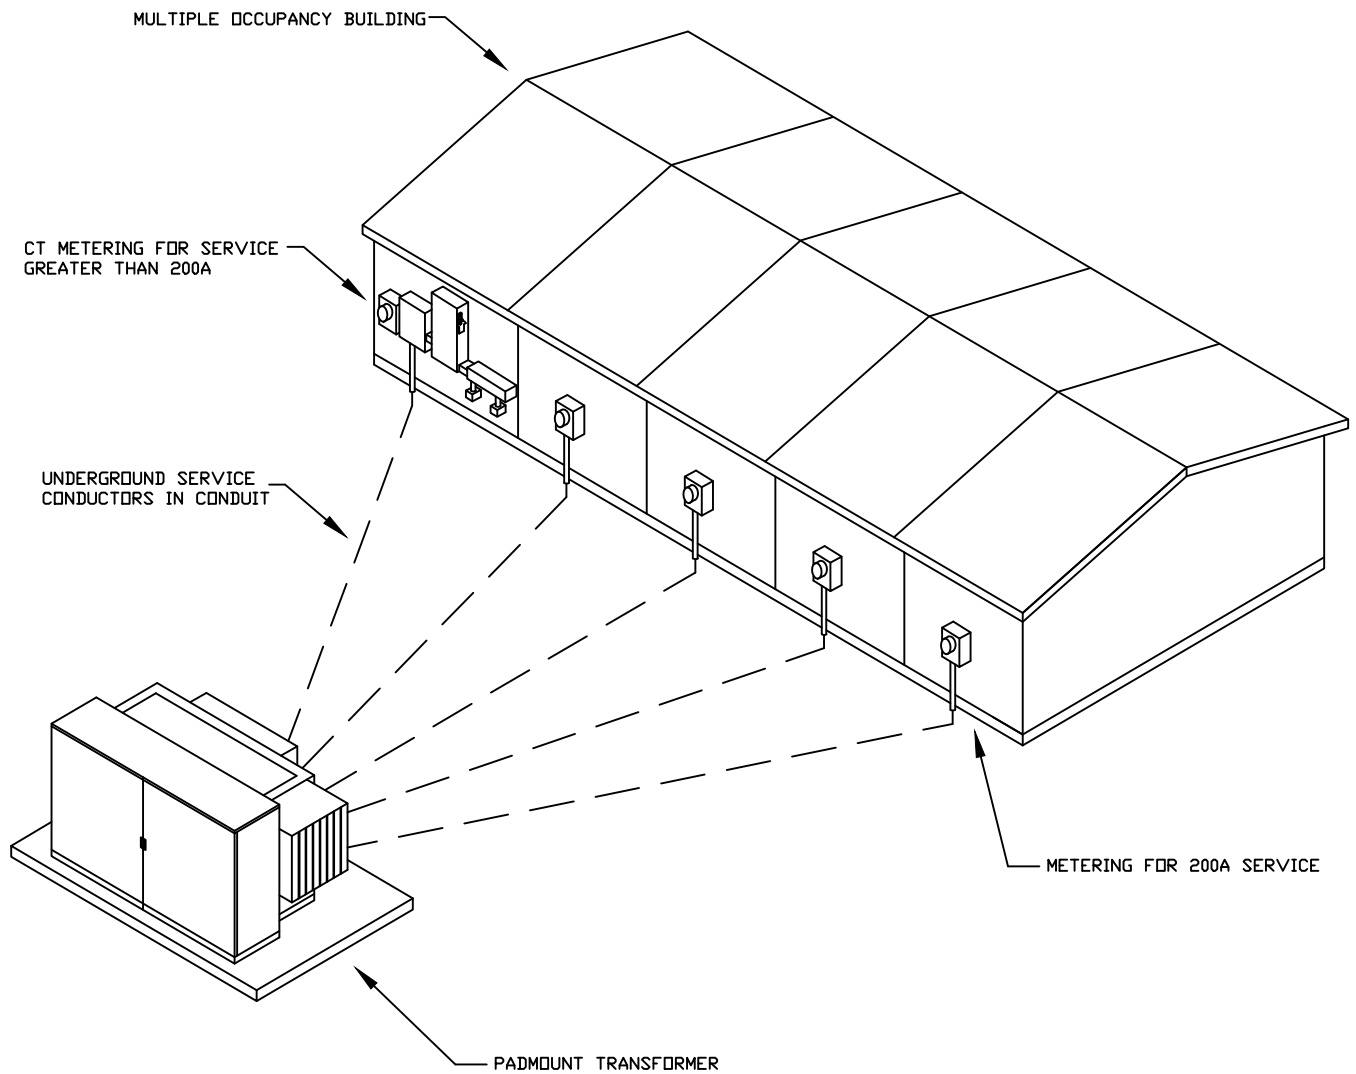 MULTIPLE OCCUPANCY BUILDING
CT METERING FOR SERVICE
GREATER THAN 200A
UNDERGROUND SERVICE
CONDUCTORS IN CONDUIT
METERING FOR 200A SERVICE
PADMOUNT TRANSFORMER